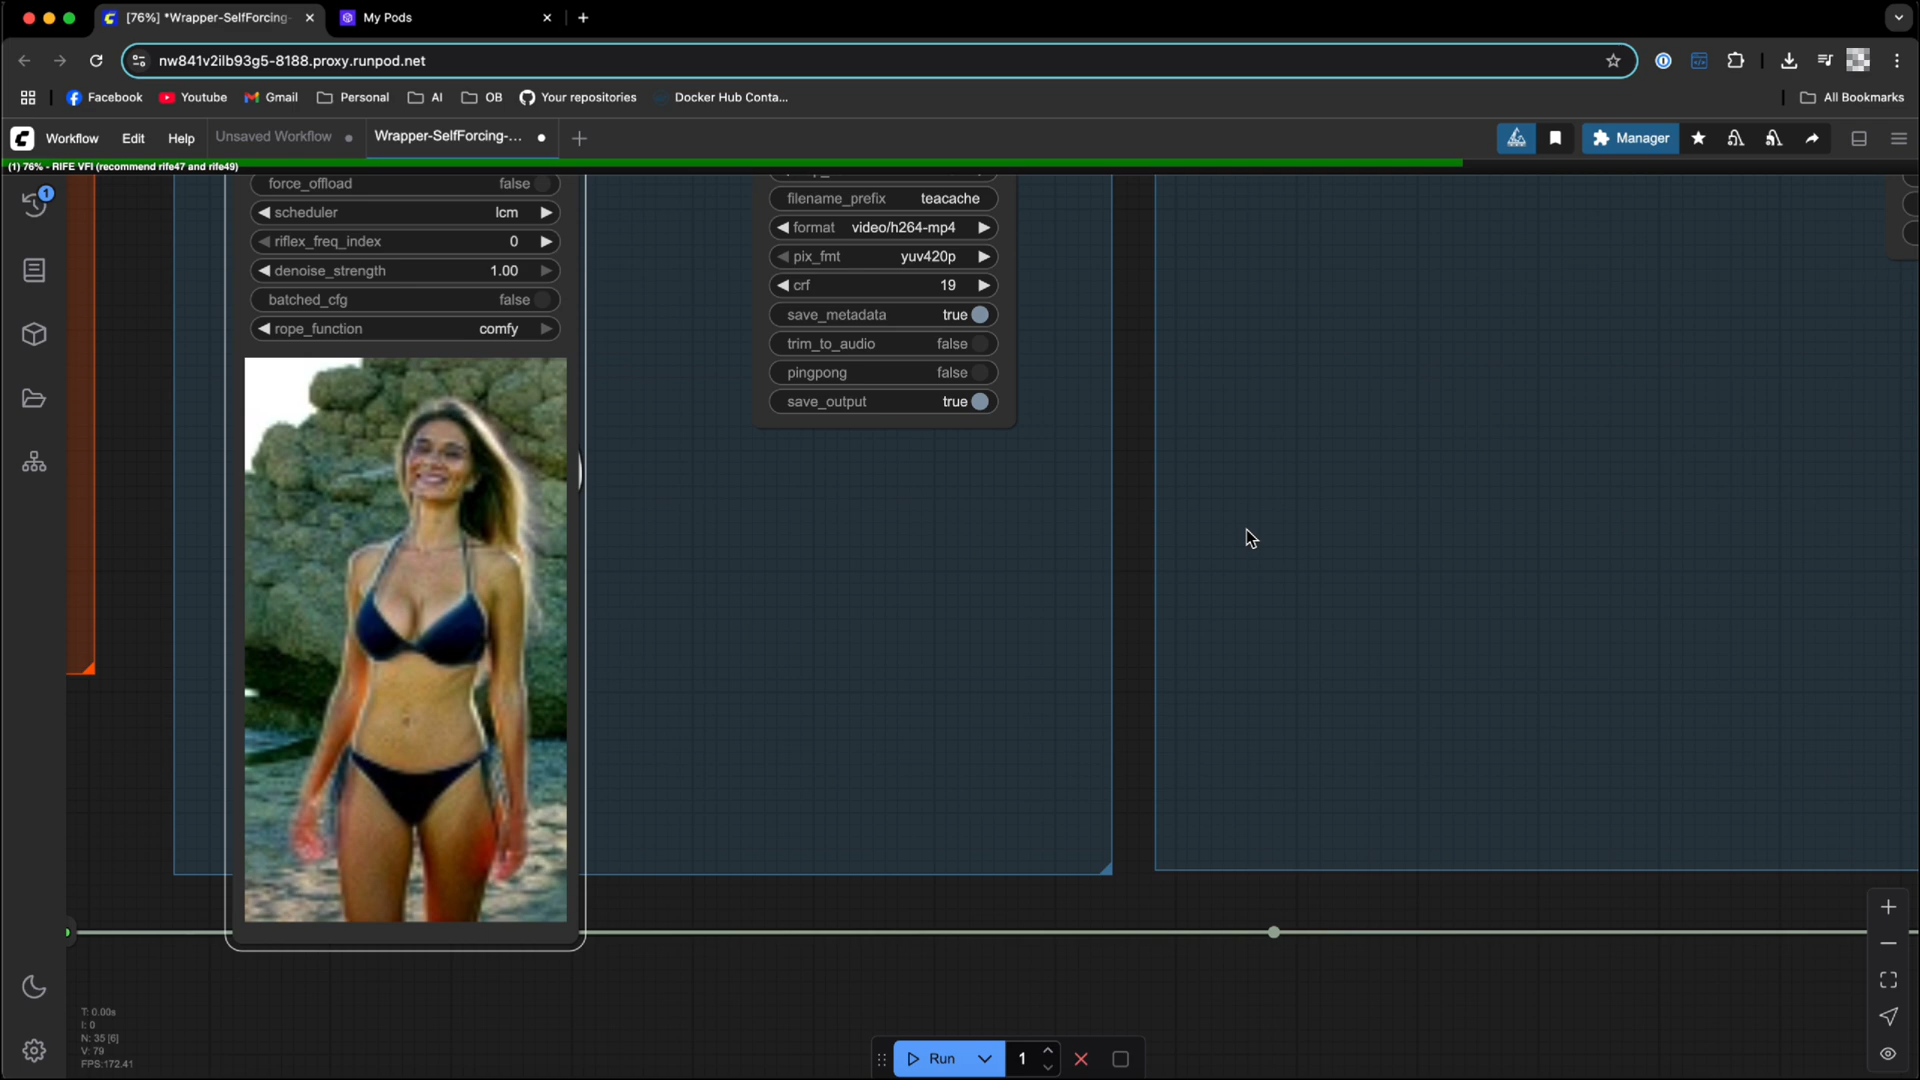 [76%] *Wrapper-SelfForcing-
My Pods
nw841v2ilb93g5-8188.proxy.runpod.net
Facebook
Youtube
Gmail
Personal
AI
OB
Your repositories
Docker Hub Conta...
All Bookmarks
Workflow
Edit
Help
Unsaved Workflow
Wrapper-SelfForcing-...
Manager
(1) 76% - RIFE VFI (recommend rife47 and rife49)
1
force_offload false
scheduler lcm
riflex_freq_index 0
denoise_strength 1.00
batched_cfg false
rope_function comfy
filename_prefix teacache
format video/h264-mp4
pix_fmt yuv420p
crf 19
save_metadata true
trim_to_audio false
pingpong false
save_output true
T: 0.00s
I: 0
N: 35 [6]
V: 79
FPS:172.41
Run
1